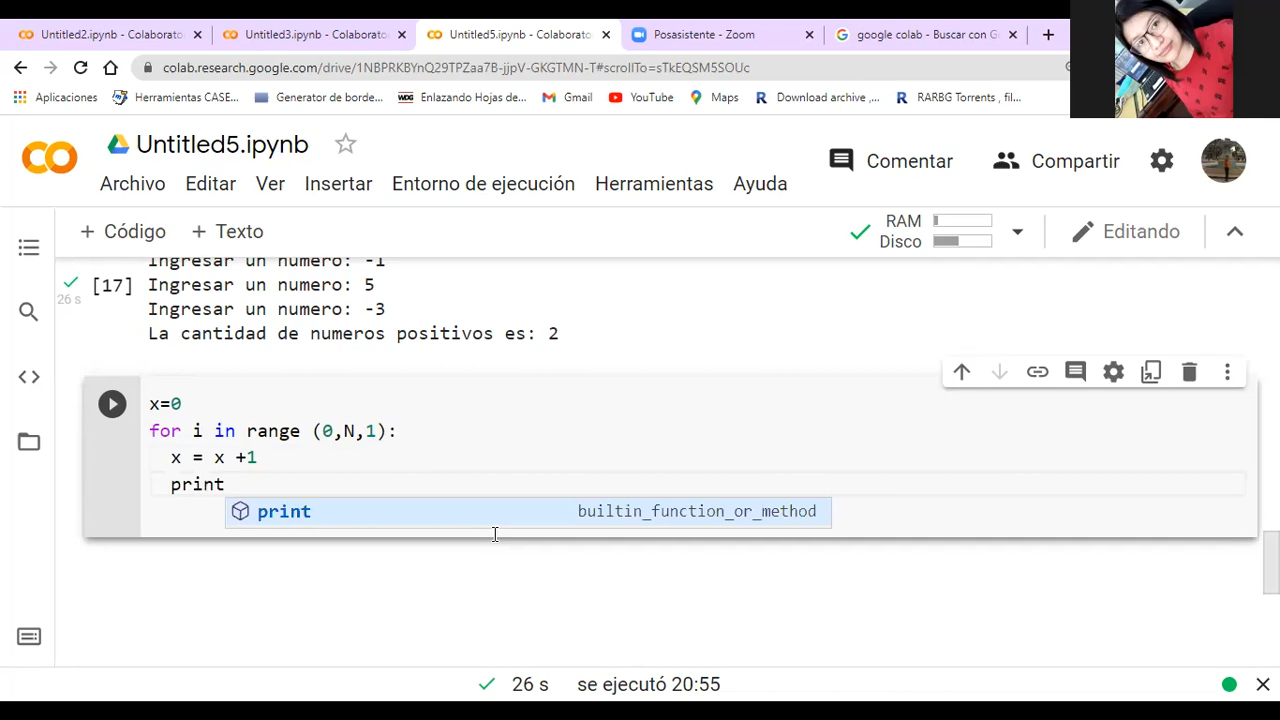 Untitled2.ipynb - Colaborato
Untitled3.ipynb - Colaborato
Untitled5.ipynb - Colaborato
Posasistente - Zoom
google colab - Buscar con G
colab.research.google.com/drive/1NBPRKBPnQ29TPZaa7B-jjpV-GKGTMN-T#scrollTo=sTkEQSM5SOUc
Aplicaciones
Herramientas CASE...
Generator de borde...
Enlazando Hojas de...
Gmail
YouTube
Maps
Download archive ,...
RARBG Torrents , fil...
Untitled5.ipynb
Comentar
Compartir
Archivo Editar Ver Insertar Entorno de ejecución Herramientas Ayuda
+ Código + Texto
RAM
Disco
Editando
Ingresar un numero: -1
[17] Ingresar un numero: 5
26 s
Ingresar un numero: -3
La cantidad de numeros positivos es: 2
x=0
for i in range (0,N,1):
x = x +1
print
print builtin_function_or_method
26 s se ejecutó 20:55